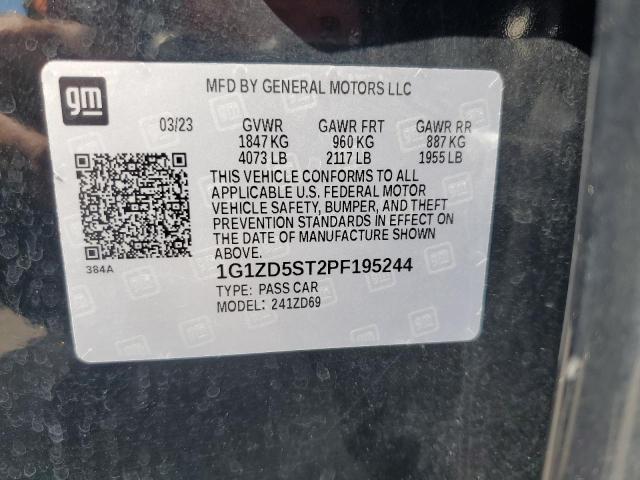 gm
MFD BY GENERAL MOTORS LLC
03/23 GVWR GAWR FRT GAWR RR
1847 KG 960 KG 887 KG
4073 LB 2117 LB 1955 LB
THIS VEHICLE CONFORMS TO ALL
APPLICABLE U.S. FEDERAL MOTOR
VEHICLE SAFETY, BUMPER, AND THEFT
PREVENTION STANDARDS IN EFFECT ON
THE DATE OF MANUFACTURE SHOWN
ABOVE.
384A
1G1ZD5ST2PF195244
TYPE: PASS CAR
MODEL: 241ZD69